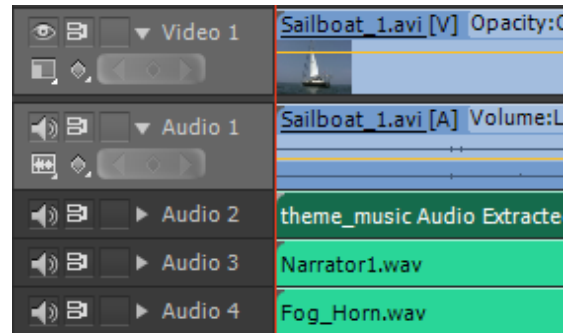 Video 1 Sailboat_1.avi [V] Opacity:
Audio 1 Sailboat_1.avi [A] Volume:L
Audio 2 theme_music Audio Extracte
Audio 3 Narrator1.wav
Audio 4 Fog_Horn.wav